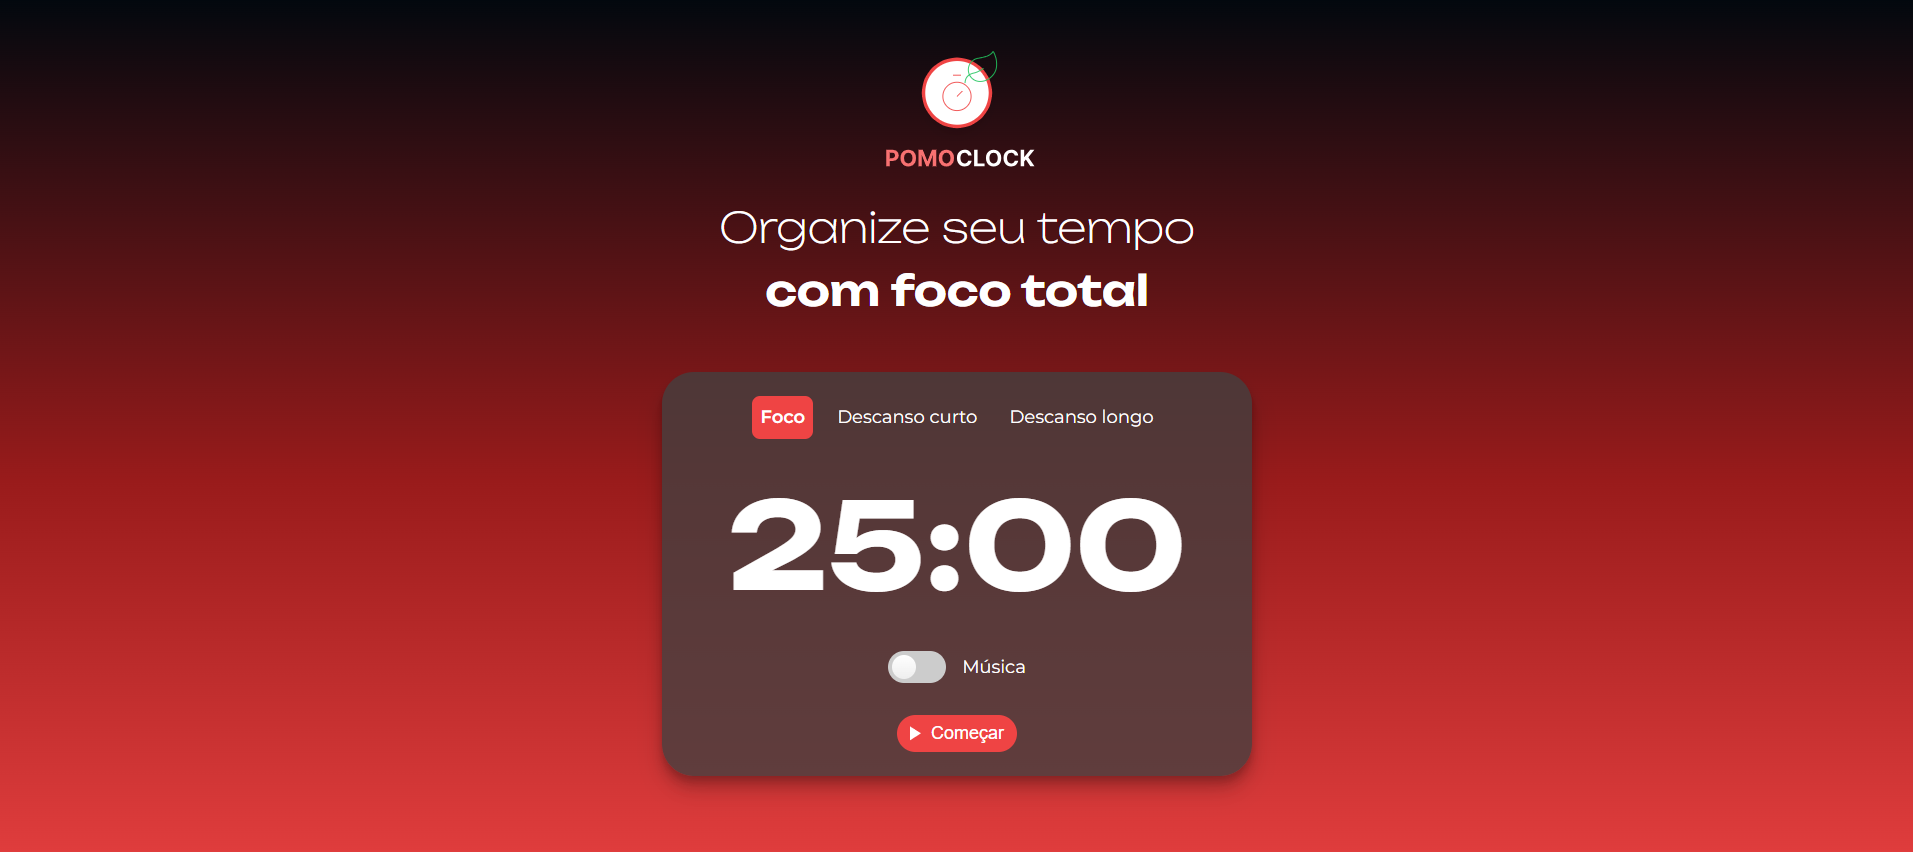 POMOCLOCK
Organize seu tempo
com foco total
Foco Descanso curto Descanso longo
25:00
Música
Começar